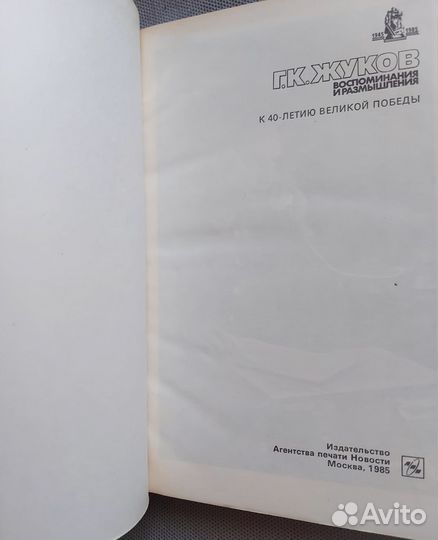 1945 1985
Г.К. ЖУКОВ
ВОСПОМИНАНИЯ
И РАЗМЫШЛЕНИЯ
К 40-ЛЕТИЮ ВЕЛИКОЙ ПОБЕДЫ
Издательство
Агентства печати Новости
Москва, 1985
Avito